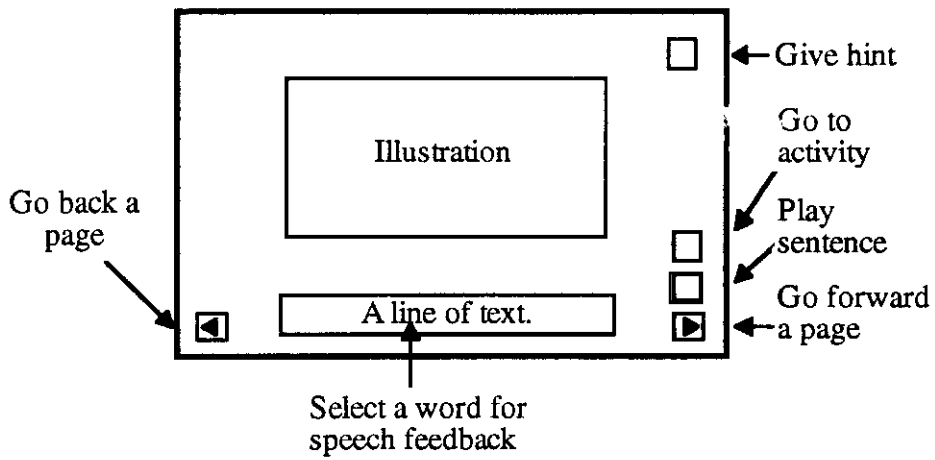 Give hint
Illustration
Go to
activity
Go back a
page
Play
sentence
A line of text.
Go forward
a page
Select a word for
speech feedback